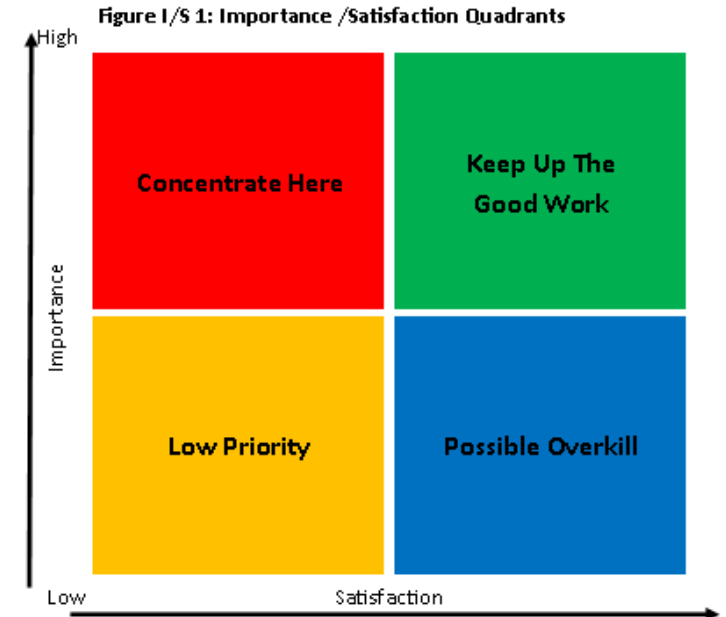 Figure I/S 1: Importance /Satisfaction Quadrants
High
Concentrate Here
Keep Up The
Good Work
Importance
Low Priority
Possible Overkill
Low
Satisfaction